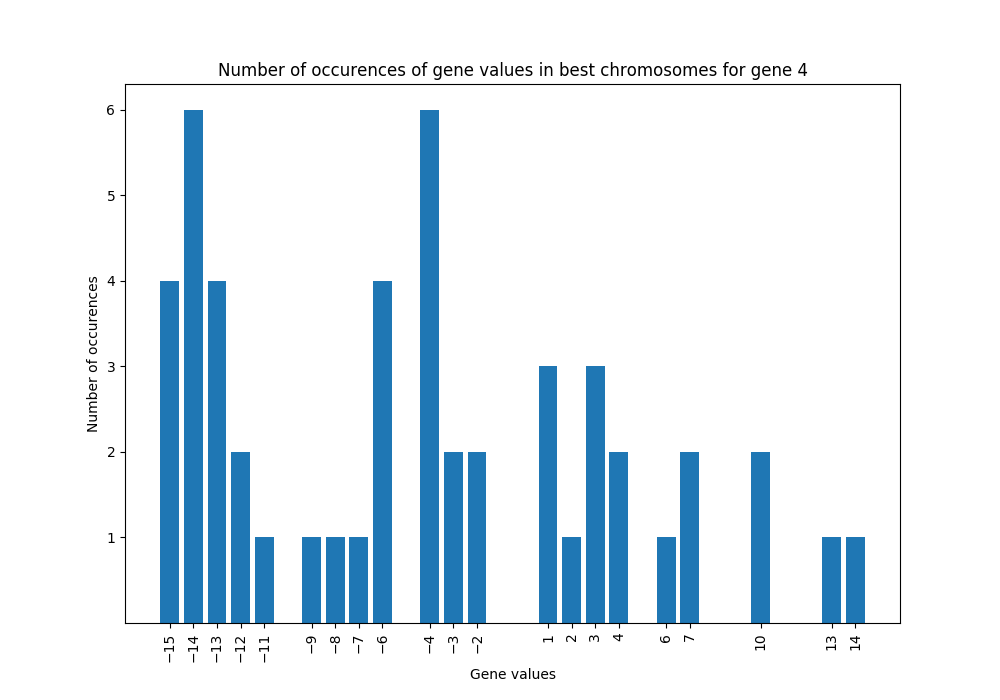 Number of occurences of gene values in best chromosomes for gene 4
Number of occurences
6
5
4
3
2
1
−15 −14 −13 −12 −11 −9 −8 −7 −6 −4 −3 −2 1 2 3 4 6 7 10 13 14
Gene values